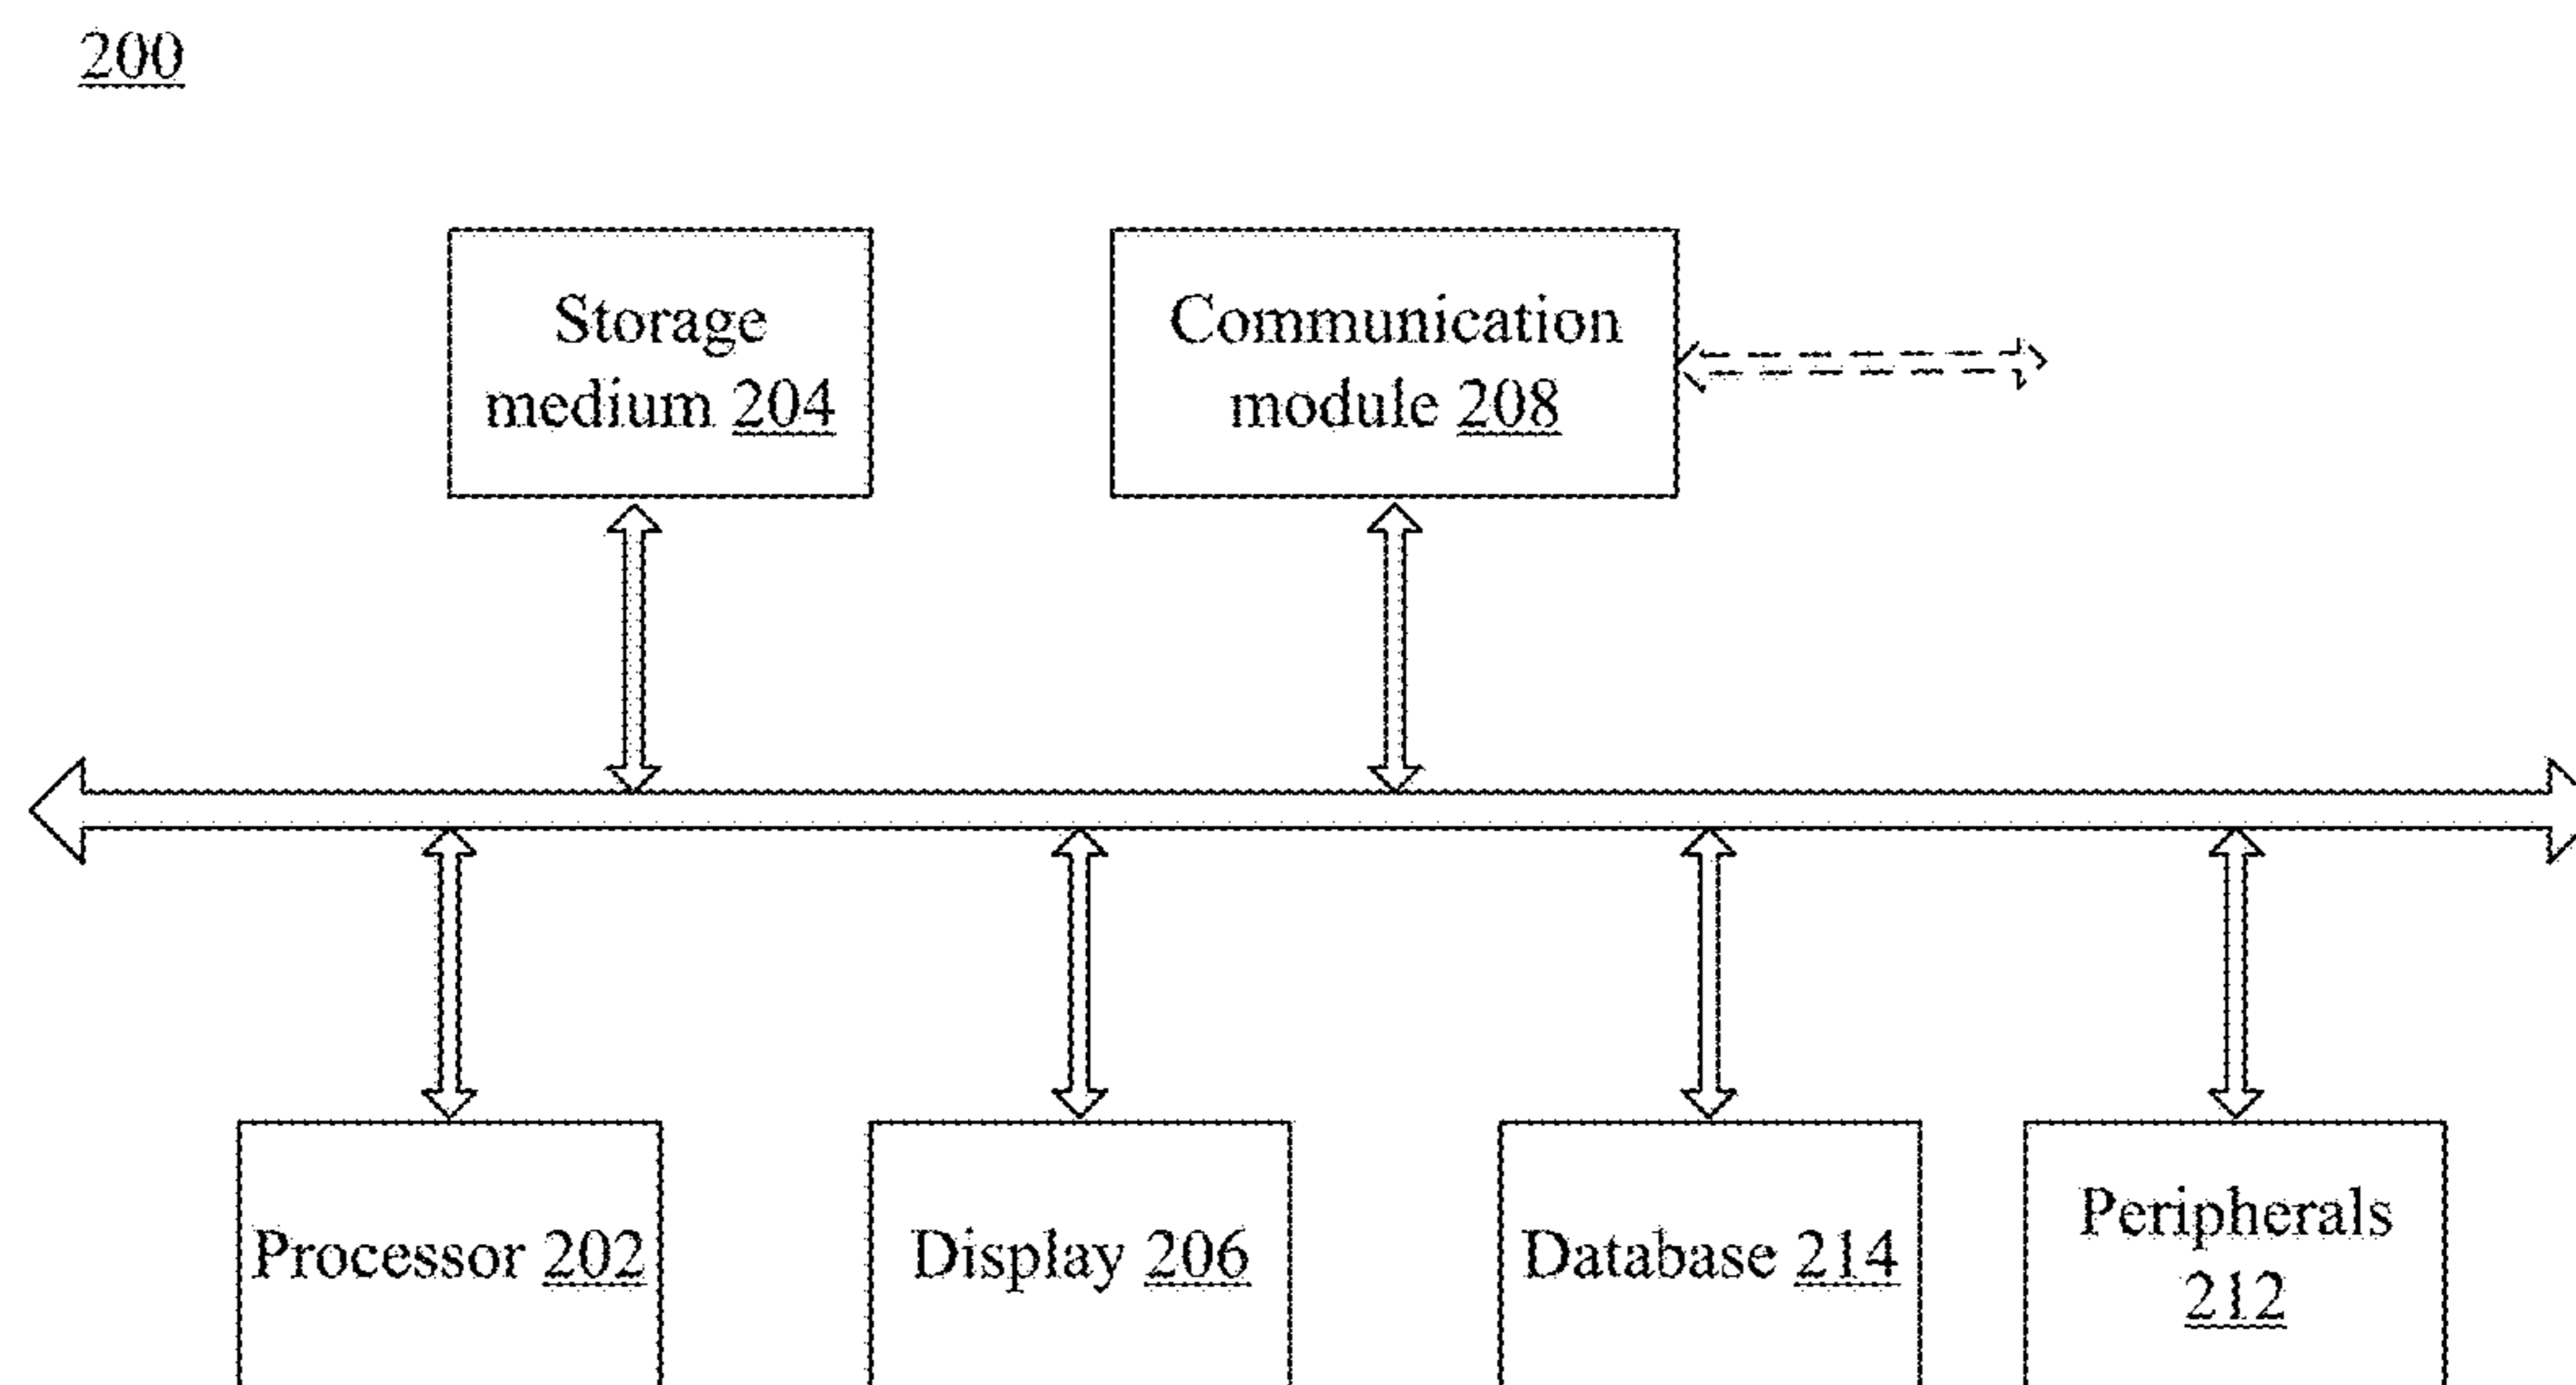 200
Storage
medium 204
Communication
module 208
Processor 202
Display 206
Database 214
Peripherals
212